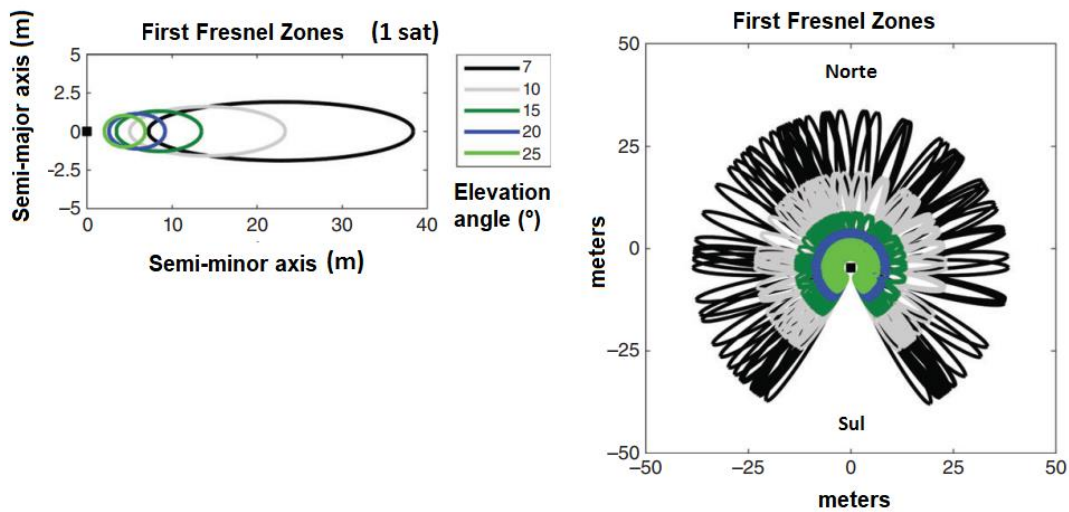 First Fresnel Zones (1 sat)
Semi-major axis (m)
5
2.5
0
-2.5
-5
0
10
20
30
40
Semi-minor axis (m)
7
10
15
20
25
Elevation
angle (°)
First Fresnel Zones
meters
50
25
0
−25
−50
Norte
Sul
−50
−25
0
25
50
meters